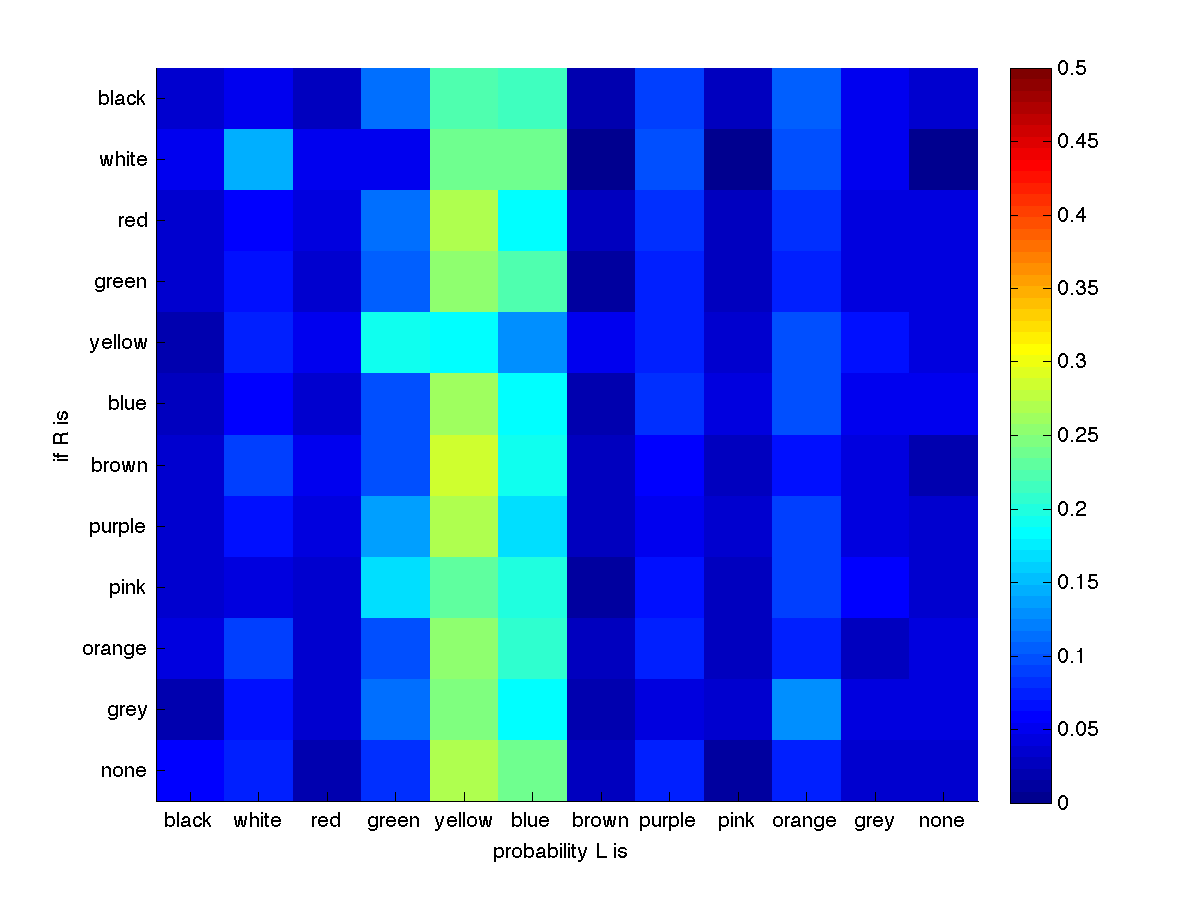 black
white
red
green
yellow
blue
brown
purple
pink
orange
grey
none
if R is
black white red green yellow blue brown purple pink orange grey none
probability L is
0.5
0.45
0.4
0.35
0.3
0.25
0.2
0.15
0.1
0.05
0